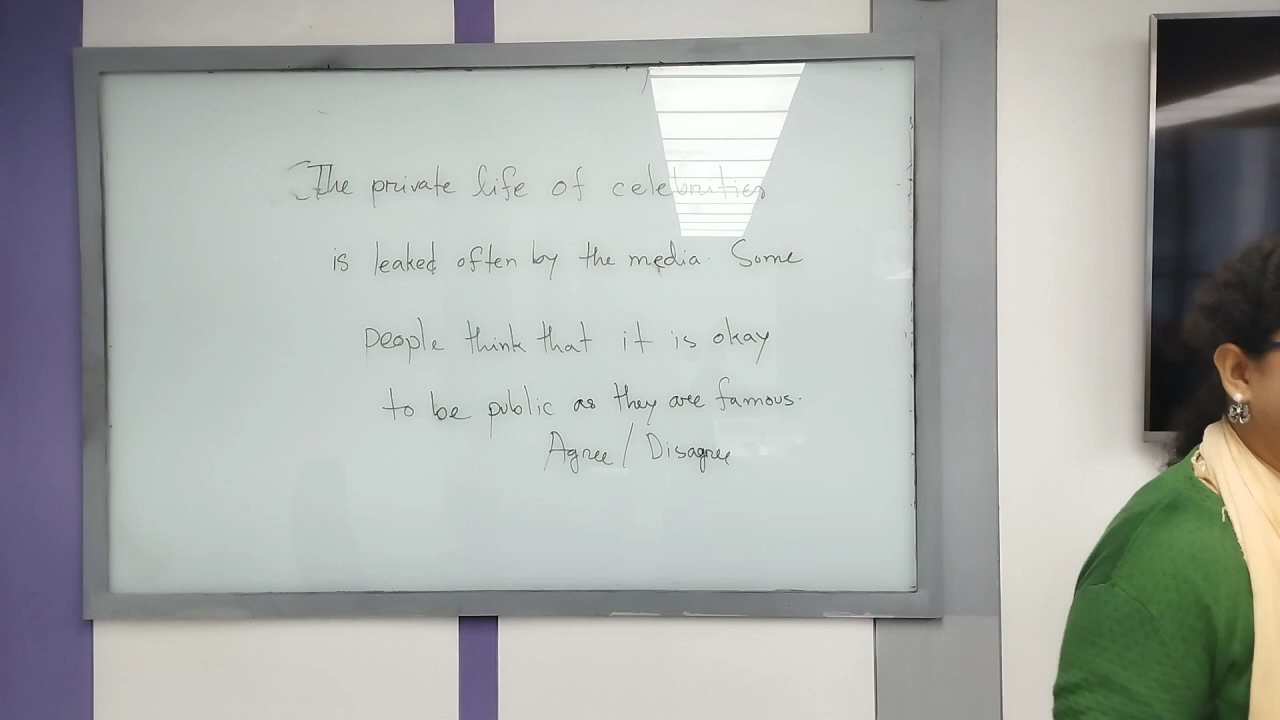 The private life of celebrities
is leaked often by the media. Some
people think that it is okay
to be public as they are famous.
Agree / Disagree